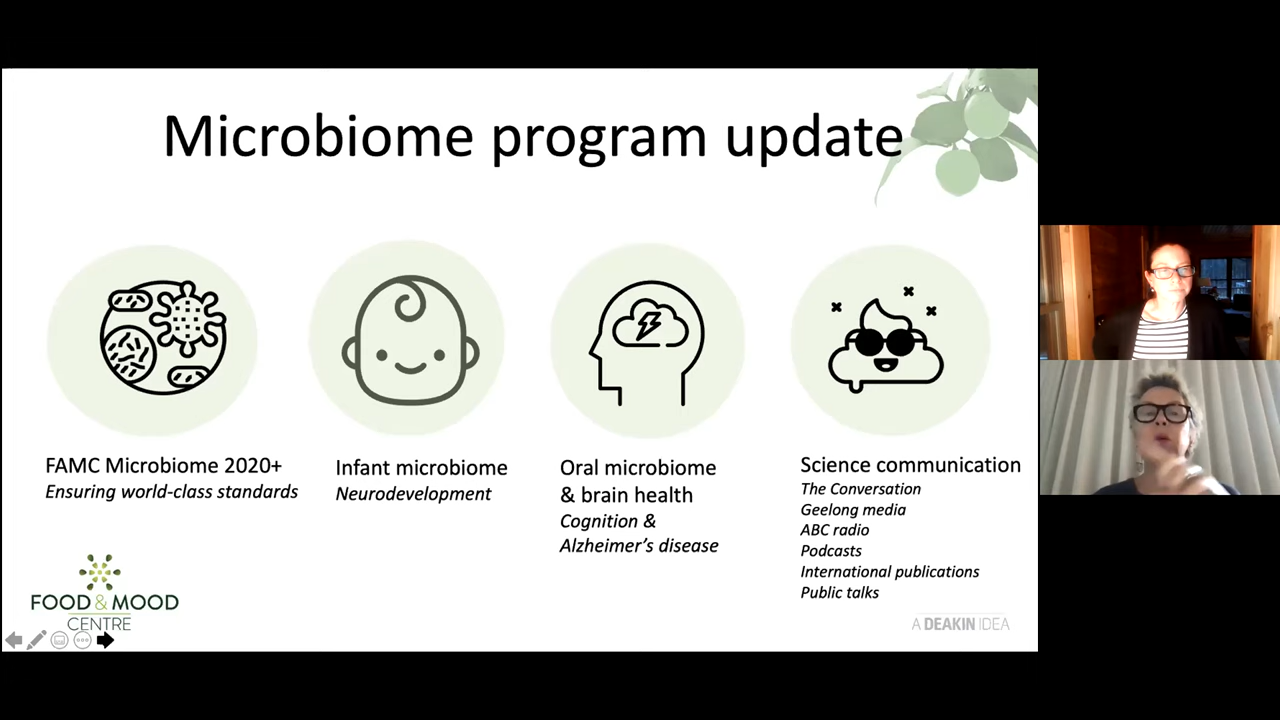 Microbiome program update
FAMC Microbiome 2020+
Ensuring world-class standards
Infant microbiome
Neurodevelopment
Oral microbiome
& brain health
Cognition &
Alzheimer's disease
Science communication
The Conversation
Geelong media
ABC radio
Podcasts
International publications
Public talks
FOOD & MOOD
CENTRE
A DEAKIN IDEA